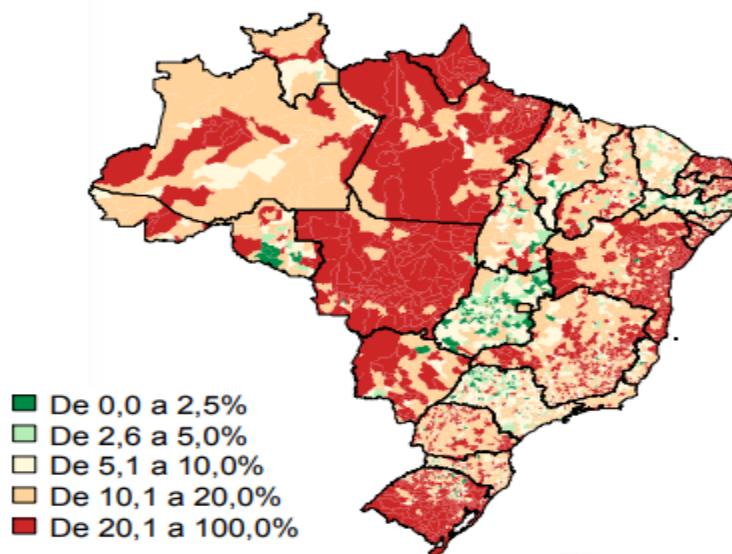 De 0,0 a 2,5%
De 2,6 a 5,0%
De 5,1 a 10,0%
De 10,1 a 20,0%
De 20,1 a 100,0%